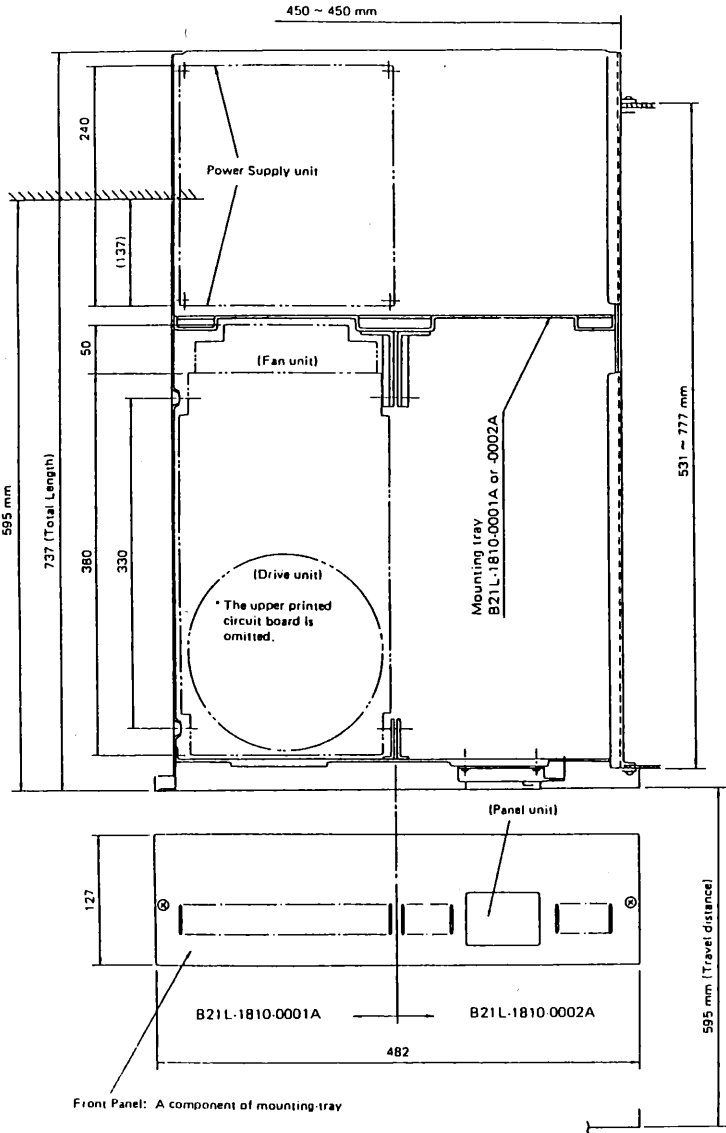 450 ~ 450 mm
240
Power Supply unit
(137)
50
(Fan unit)
531 ~ 777 mm
595 mm
737 (Total Length)
380
330
Mounting tray
B21L-1810-0001A or -0002A
(Drive unit)
* The upper printed
circuit board is
omitted.
(Panel unit)
127
595 mm (Travel distance)
B21L-1810-0001A
B21L-1810-0002A
482
Front Panel: A component of mounting-tray